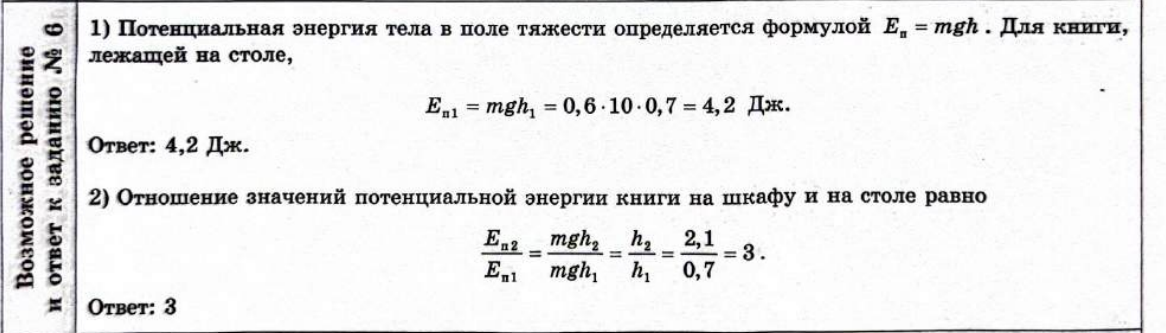 Возможное решение
и ответ к заданию № 6
1) Потенциальная энергия тела в поле тяжести определяется формулой Eп = mgh . Для книги,
лежащей на столе,
Eп1 = mgh1 = 0,6 · 10 · 0,7 = 4,2 Дж.
Ответ: 4,2 Дж.
2) Отношение значений потенциальной энергии книги на шкафу и на столе равно
Eп2/Eп1 = mgh2/mgh1 = h2/h1 = 2,1/0,7 = 3 .
Ответ: 3